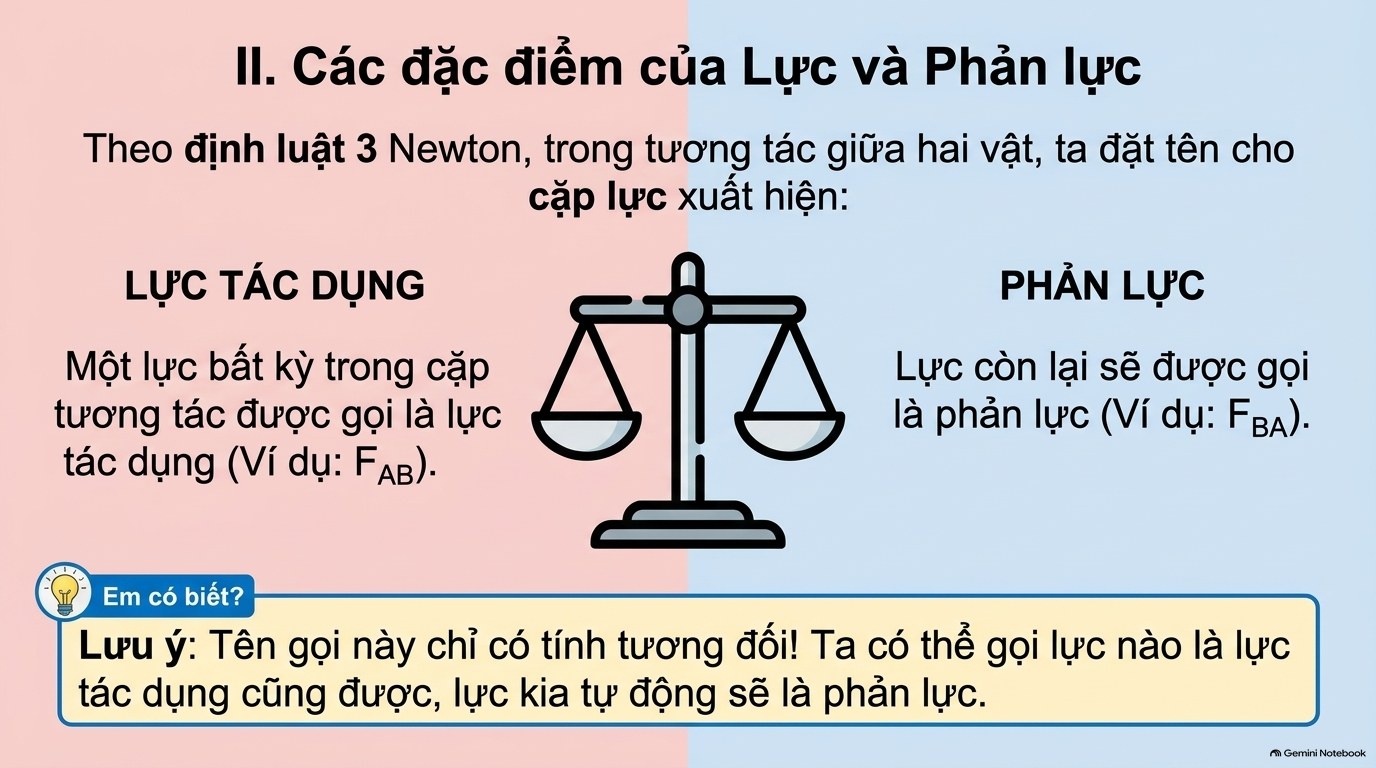 II. Các đặc điểm của Lực và Phản lực
Theo định luật 3 Newton, trong tương tác giữa hai vật, ta đặt tên cho
cặp lực xuất hiện:
LỰC TÁC DỤNG
Một lực bất kỳ trong cặp
tương tác được gọi là lực
tác dụng (Ví dụ: F_AB).
PHẢN LỰC
Lực còn lại sẽ được gọi
là phản lực (Ví dụ: F_BA).
Em có biết?
Lưu ý: Tên gọi này chỉ có tính tương đối! Ta có thể gọi lực nào là lực
tác dụng cũng được, lực kia tự động sẽ là phản lực.
Gemini Notebook